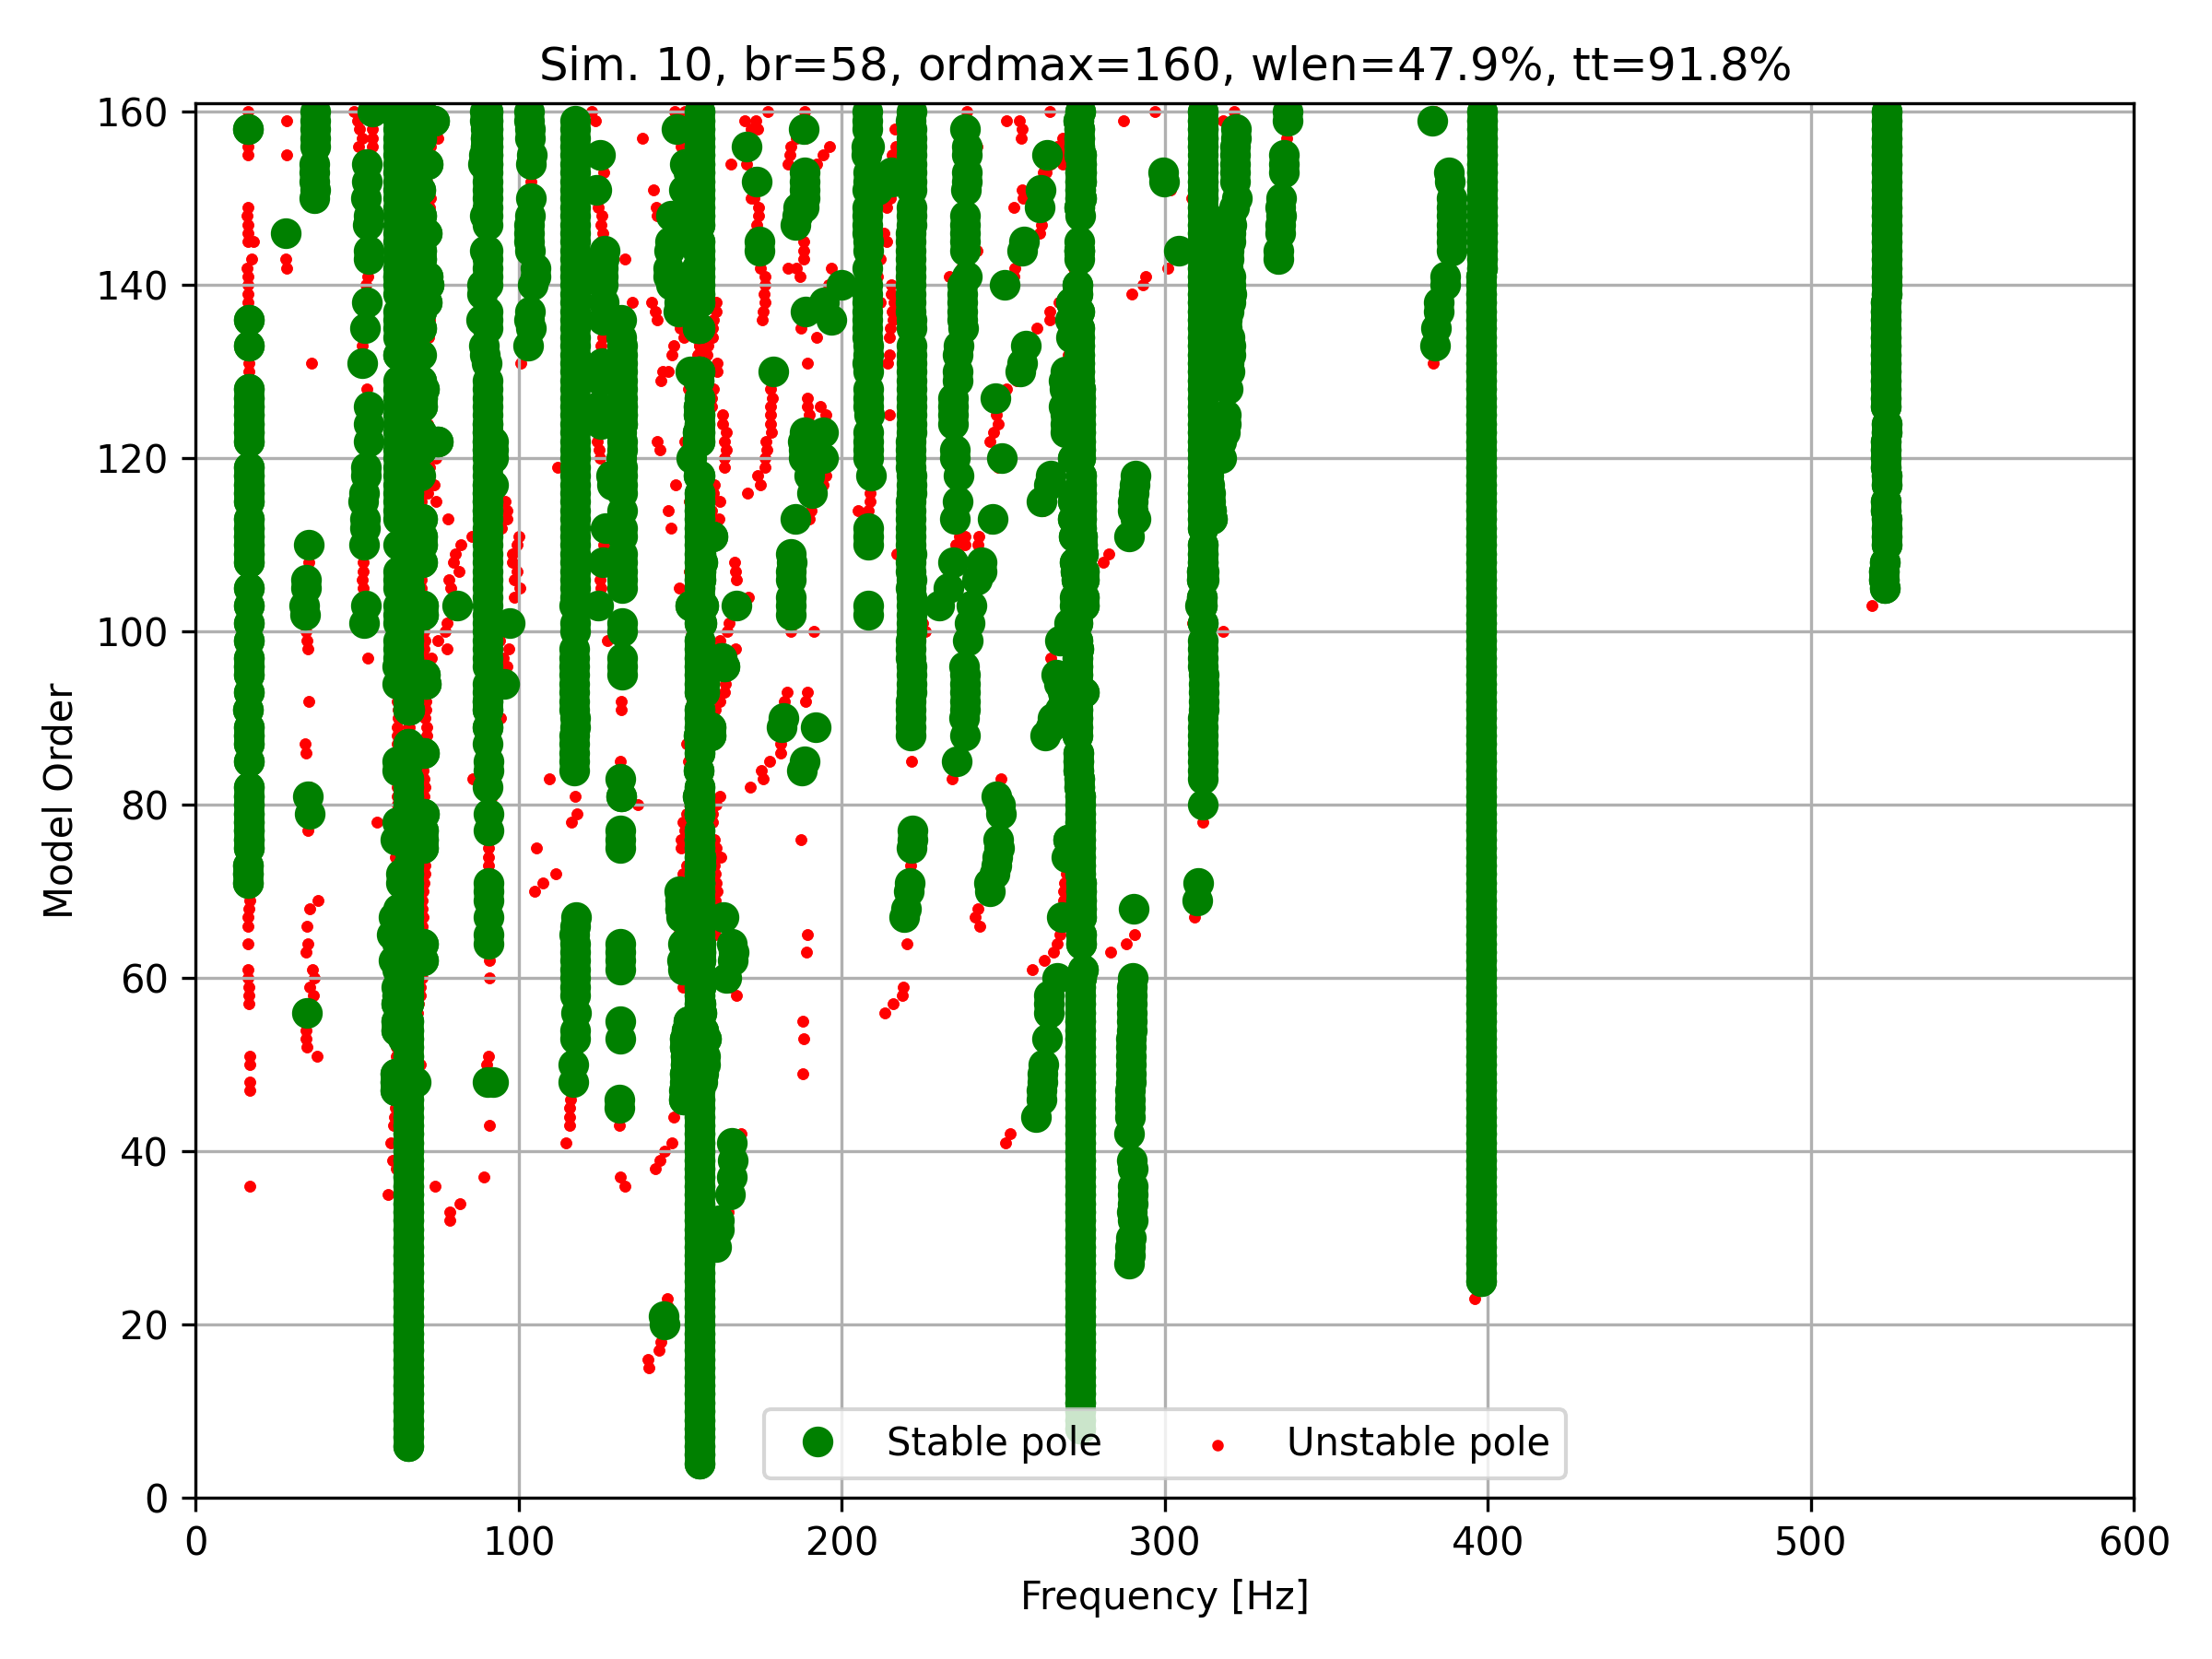 Sim. 10, br=58, ordmax=160, wlen=47.9%, tt=91.8%
160
140
120
100
80
60
40
20
0
Model Order
Stable pole Unstable pole
0 100 200 300 400 500 600
Frequency [Hz]